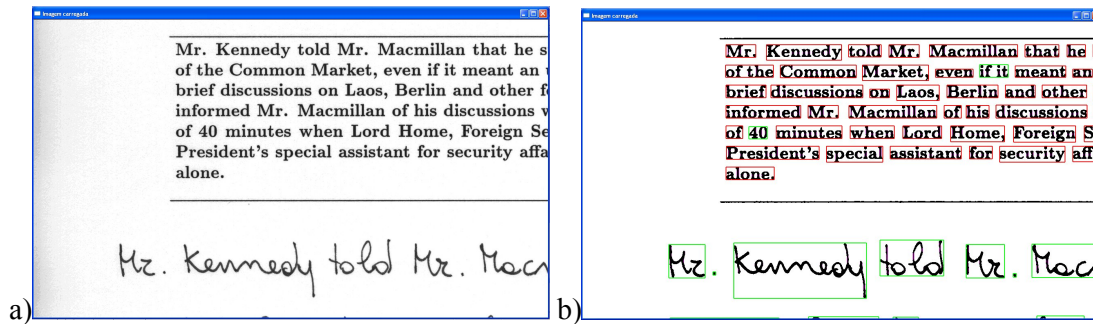 Imagem carregada
Mr. Kennedy told Mr. Macmillan that he s
of the Common Market, even if it meant an
brief discussions on Laos, Berlin and other f
informed Mr. Macmillan of his discussions
of 40 minutes when Lord Home, Foreign Se
President's special assistant for security affa
alone.
Mr. Kennedy told Mr. Mac
a)
Imagem carregada
Mr. Kennedy told Mr. Macmillan that he
of the Common Market, even if it meant an
brief discussions on Laos, Berlin and other
informed Mr. Macmillan of his discussions
of 40 minutes when Lord Home, Foreign S
President's special assistant for security aff
alone.
Mr. Kennedy told Mr. Mac
b)